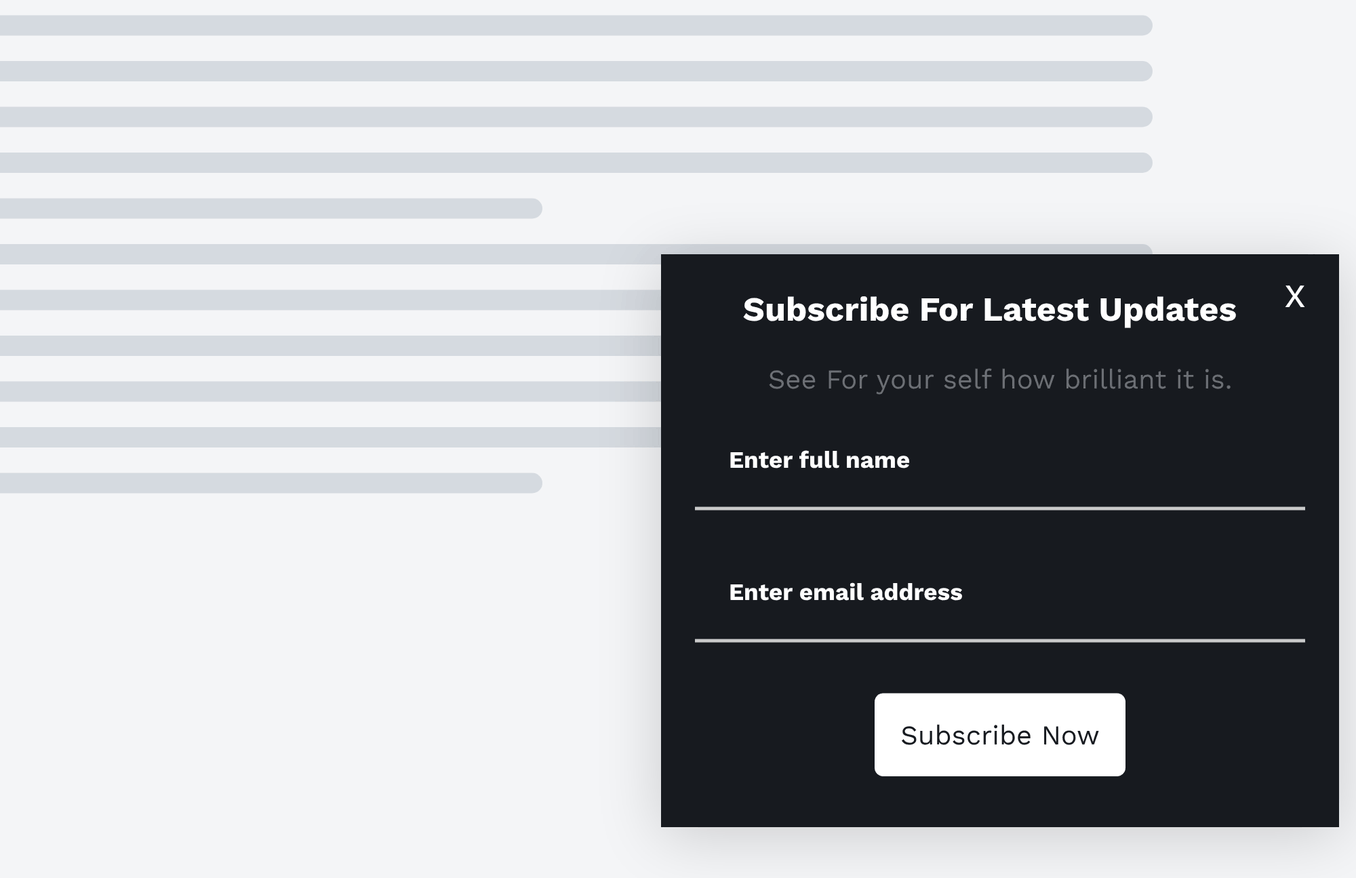 Subscribe For Latest Updates
X
See For your self how brilliant it is.
Enter full name
Enter email address
Subscribe Now